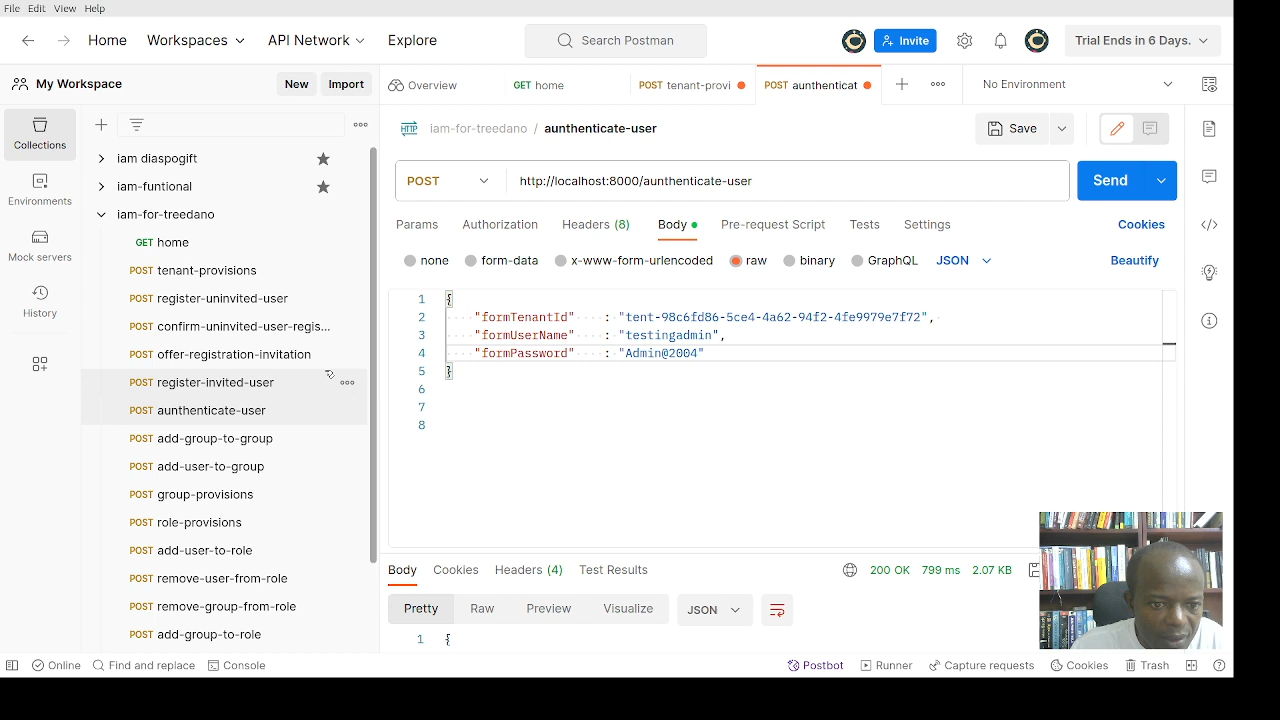 File Edit View Help
Home Workspaces API Network Explore Search Postman Invite Trial Ends in 6 Days.
My Workspace New Import Overview GET home POST tenant-provi POST aunthenticat No Environment
Collections
Environments
Mock servers
History
iam diaspogift
iam-funtional
iam-for-treedano
GET home
POST tenant-provisions
POST register-uninvited-user
POST confirm-uninvited-user-regis...
POST offer-registration-invitation
POST register-invited-user
POST aunthenticate-user
POST add-group-to-group
POST add-user-to-group
POST group-provisions
POST role-provisions
POST add-user-to-role
POST remove-user-from-role
POST remove-group-from-role
POST add-group-to-role
HTTP iam-for-treedano / aunthenticate-user Save
POST http://localhost:8000/aunthenticate-user Send
Params Authorization Headers (8) Body Pre-request Script Tests Settings Cookies
none form-data x-www-form-urlencoded raw binary GraphQL JSON Beautify
1 {
2 "formTenantId" : "tent-98c6fd86-5ce4-4a62-94f2-4fe9979e7f72",
3 "formUserName" : "testingadmin",
4 "formPassword" : "Admin@2004"
5 }
6
7
8
Body Cookies Headers (4) Test Results 200 OK 799 ms 2.07 KB
Pretty Raw Preview Visualize JSON
1 {
Online Find and replace Console Postbot Runner Capture requests Cookies Trash